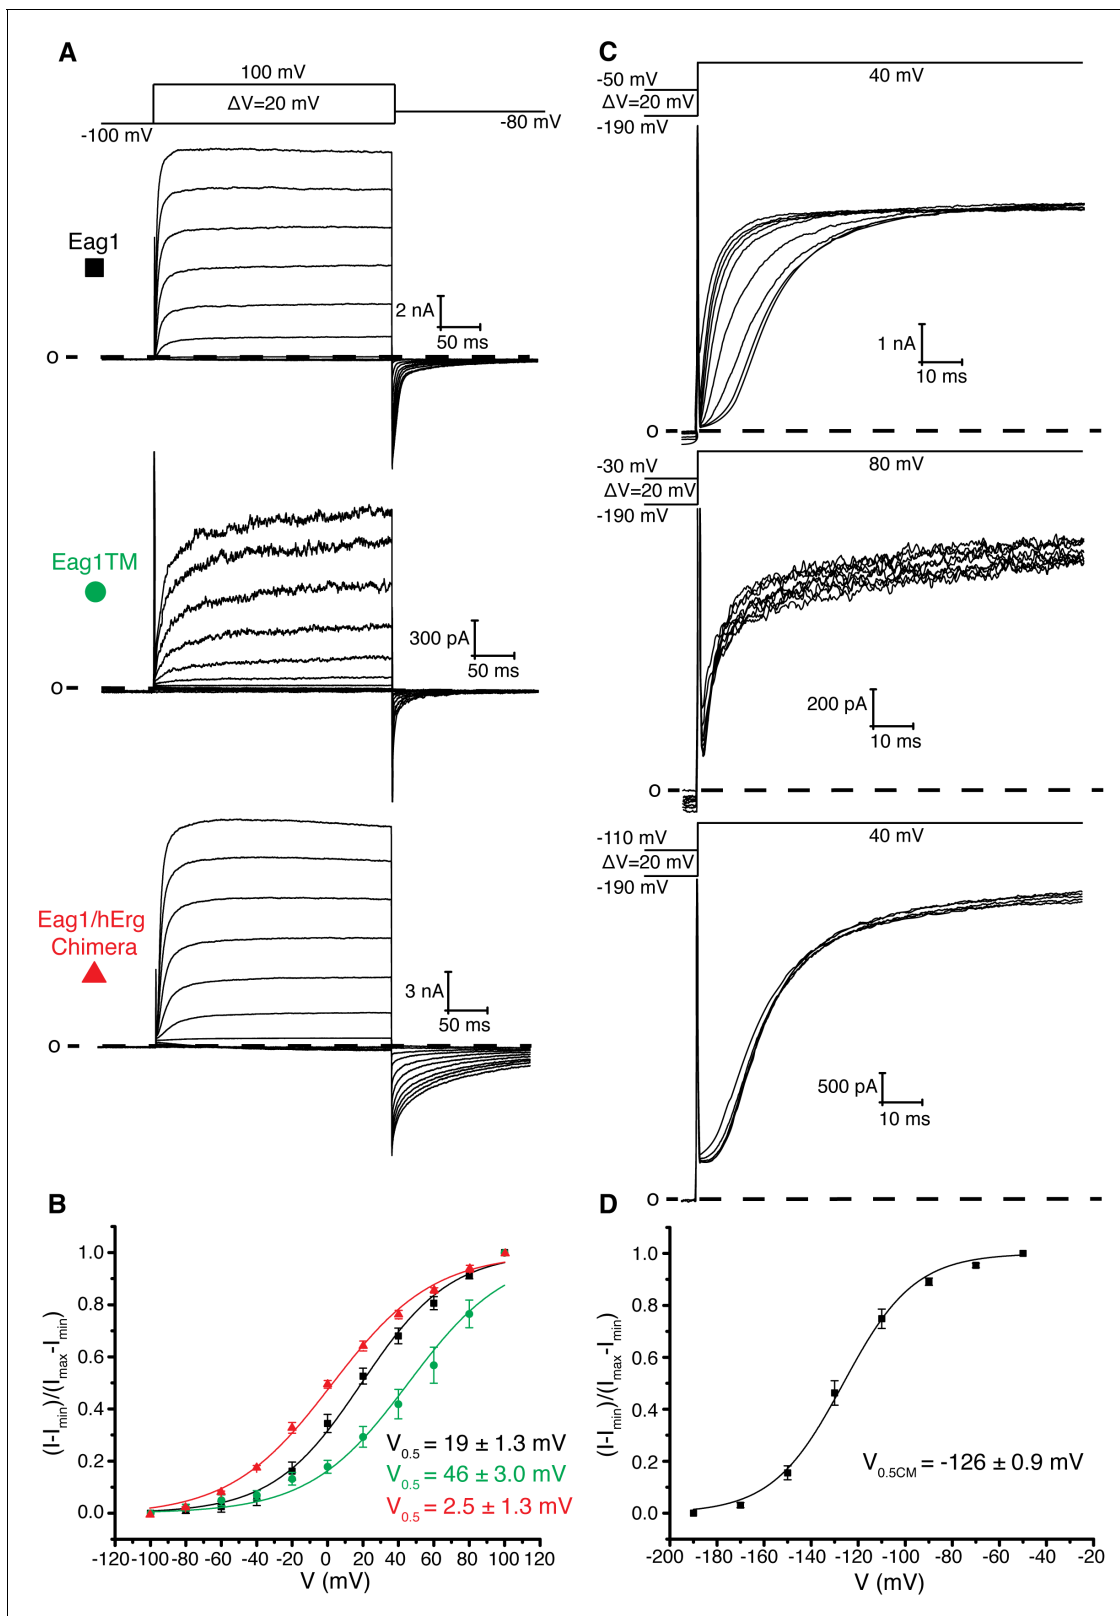 A
100 mV
ΔV=20 mV
-100 mV
-80 mV
Eag1
2 nA
50 ms
0
Eag1TM
300 pA
50 ms
0
Eag1/hErg
Chimera
3 nA
50 ms
0
C
-50 mV
40 mV
ΔV=20 mV
-190 mV
1 nA
10 ms
0
-30 mV
80 mV
ΔV=20 mV
-190 mV
200 pA
10 ms
0
-110 mV
40 mV
ΔV=20 mV
-190 mV
500 pA
10 ms
0
B
(I-Imin)/(Imax-Imin)
1.0
0.8
0.6
0.4
0.2
0.0
V0.5 = 19 ± 1.3 mV
V0.5 = 46 ± 3.0 mV
V0.5 = 2.5 ± 1.3 mV
-120 -100 -80 -60 -40 -20 0 20 40 60 80 100 120
V (mV)
D
(I-Imin)/(Imax-Imin)
1.0
0.8
0.6
0.4
0.2
0.0
V0.5CM = -126 ± 0.9 mV
-200 -180 -160 -140 -120 -100 -80 -60 -40 -20
V (mV)